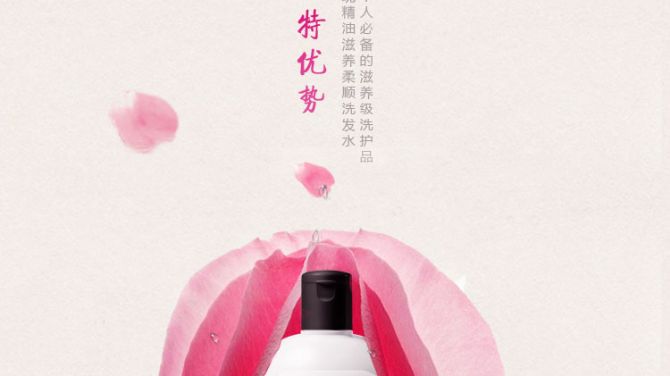 特优势
人必备的滋养级洗护品
精油滋养柔顺洗发水